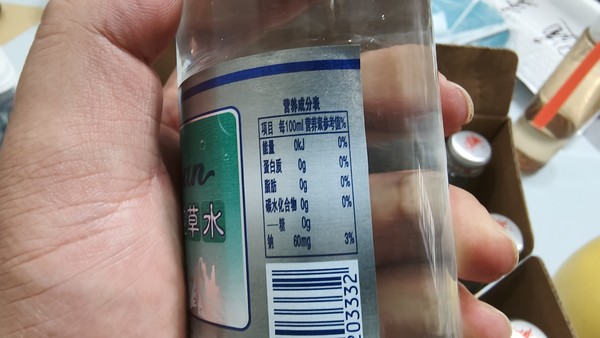 营养成分表
项目 每100ml 营养素参考值%
能量 0kJ 0%
蛋白质 0g 0%
脂肪 0g 0%
碳水化合物 0g 0%
——糖 0g
钠 60mg 3%
an
草水
203332